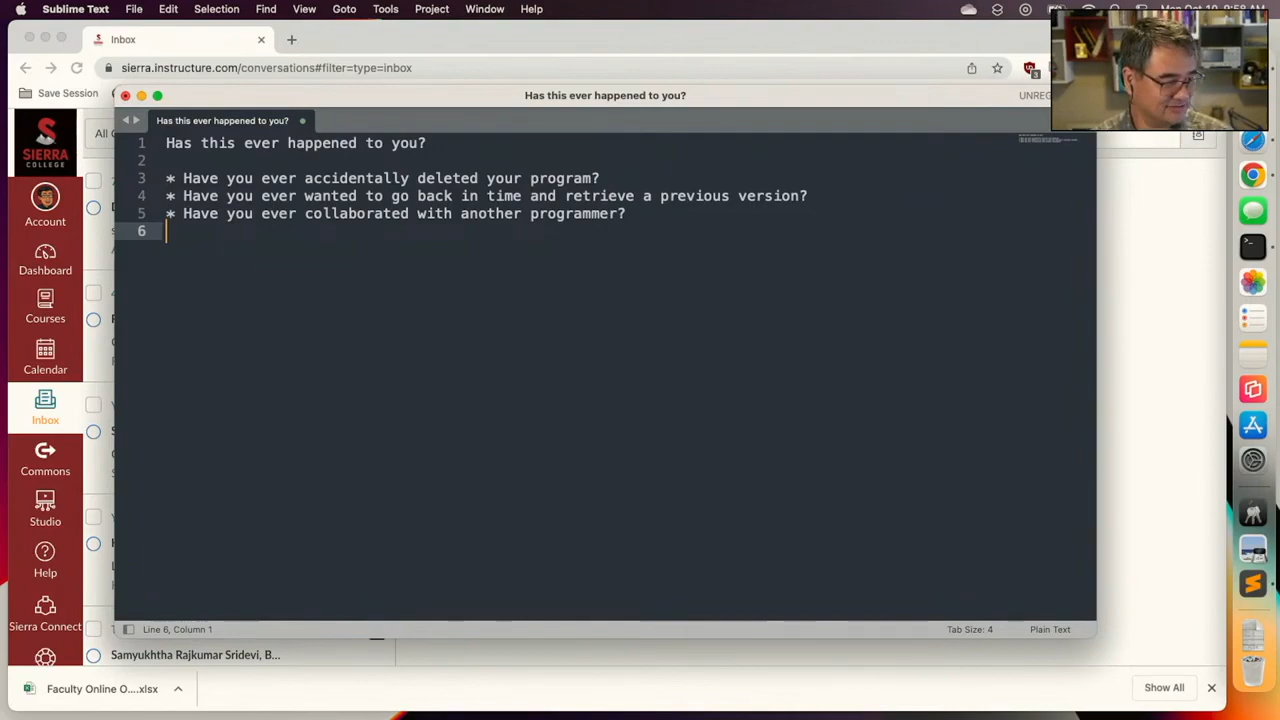 Sublime Text File Edit Selection Find View Goto Tools Project Window Help
Inbox
sierra.instructure.com/conversations#filter=type=inbox
Save Session
Has this ever happened to you?
UNREG
Has this ever happened to you?
1 Has this ever happened to you?
2
3 * Have you ever accidentally deleted your program?
4 * Have you ever wanted to go back in time and retrieve a previous version?
5 * Have you ever collaborated with another programmer?
6
SIERRA
COLLEGE
Account
Dashboard
Courses
Calendar
Inbox
Commons
Studio
Help
Sierra Connect
All
Line 6, Column 1
Tab Size: 4
Plain Text
Samyukhtha Rajkumar Sridevi, B...
Faculty Online O....xlsx
Show All